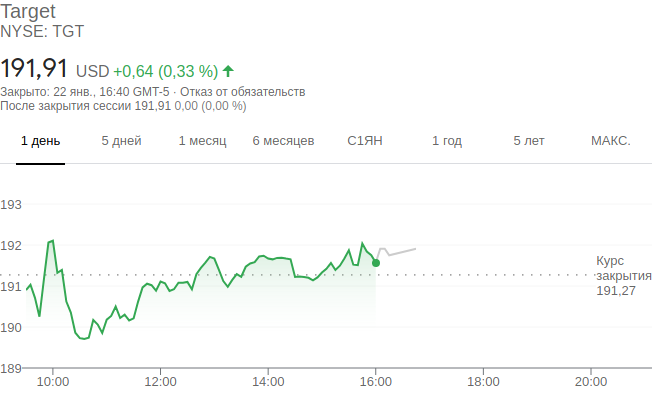 Target
NYSE: TGT
191,91 USD +0,64 (0,33 %)
Закрыто: 22 янв., 16:40 GMT-5 · Отказ от обязательств
После закрытия сессии 191,91 0,00 (0,00 %)
1 день 5 дней 1 месяц 6 месяцев С1ЯН 1 год 5 лет МАКС.
193
192
191
190
189
Курс
закрытия
191,27
10:00 12:00 14:00 16:00 18:00 20:00